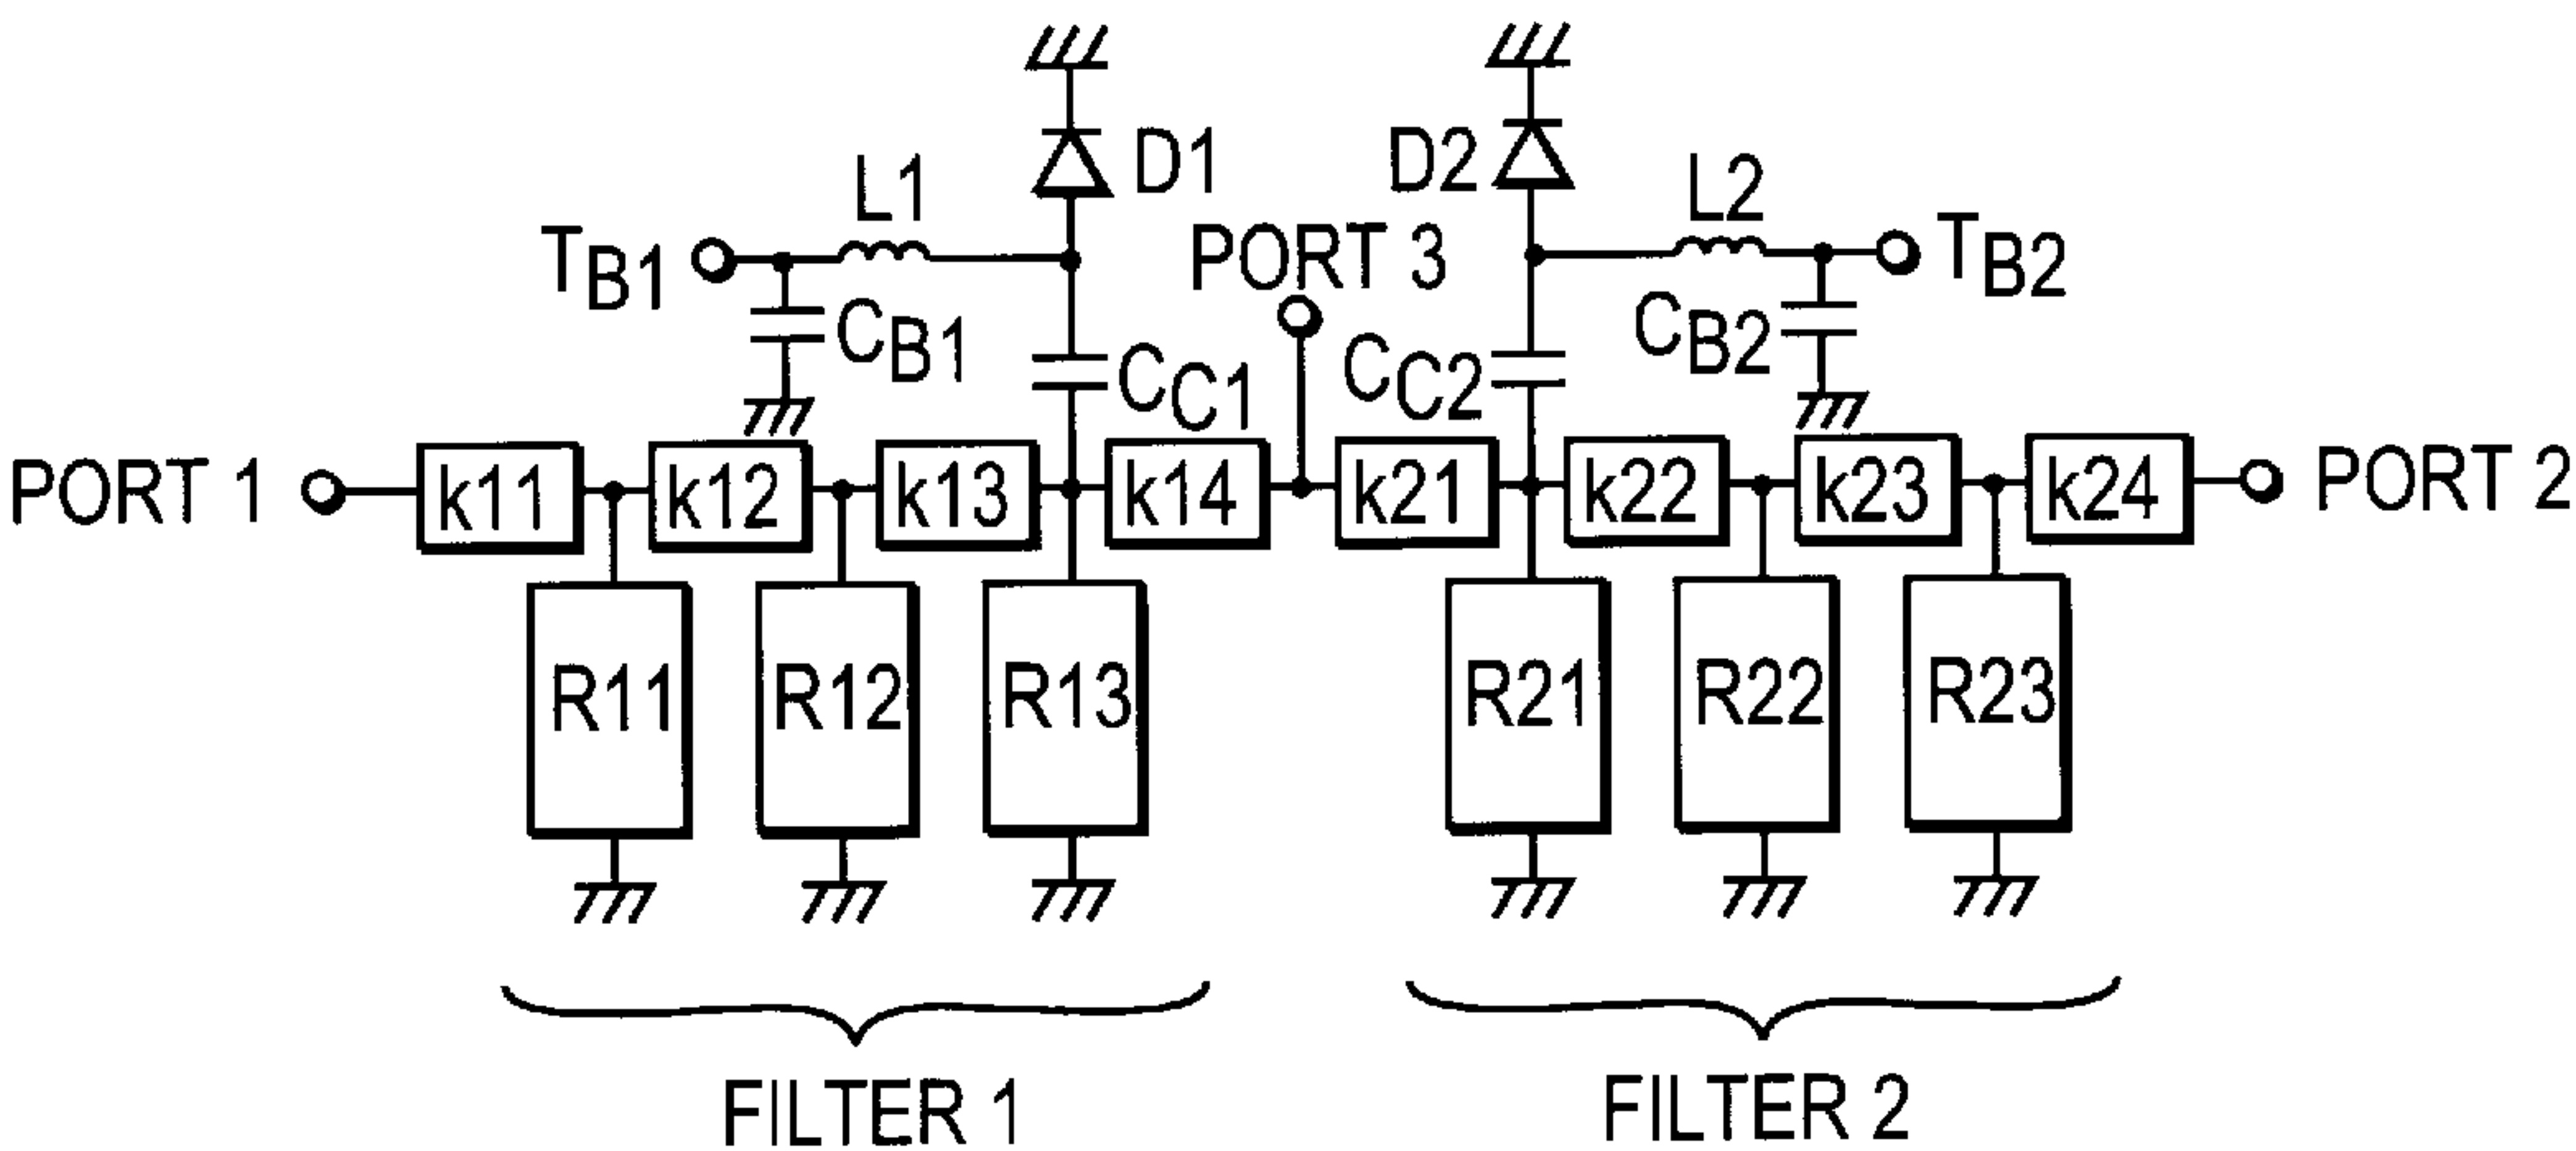 D1 D2
L1 L2
TB1 PORT 3 TB2
CB1 CC1 CC2 CB2
PORT 1 k11 k12 k13 k14 k21 k22 k23 k24 PORT 2
R11 R12 R13 R21 R22 R23
FILTER 1 FILTER 2